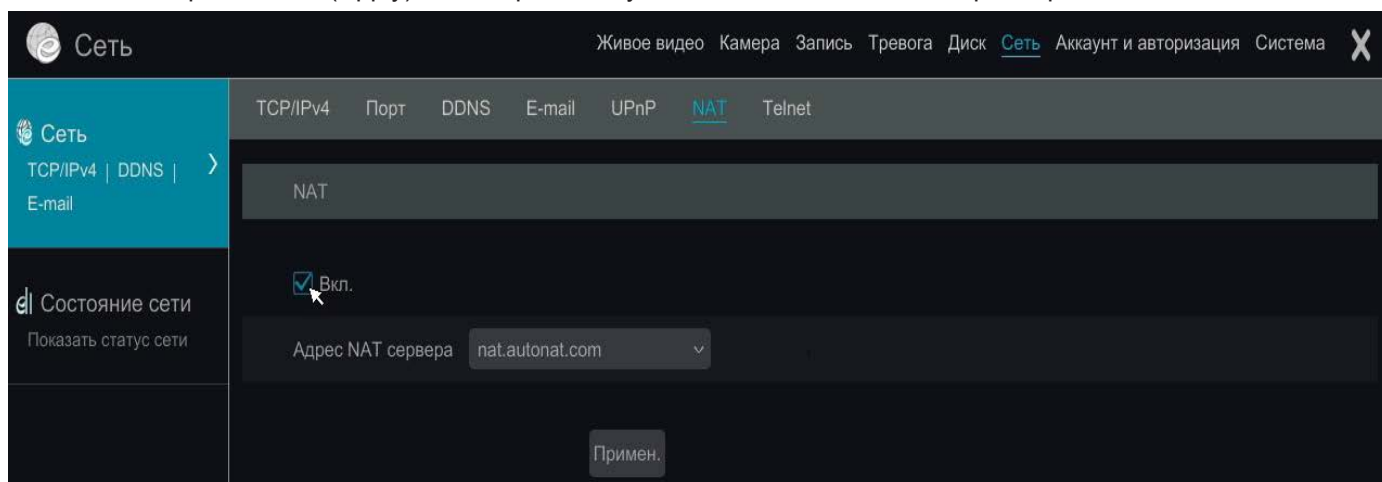 Сеть
Живое видео Камера Запись Тревога Диск Сеть Аккаунт и авторизация Система X
TCP/IPv4 Порт DDNS E-mail UPnP NAT Telnet
Сеть
TCP/IPv4 | DDNS |
E-mail
NAT
Вкл.
Состояние сети
Показать статус сети
Адрес NAT сервера nat.autonat.com
Примен.